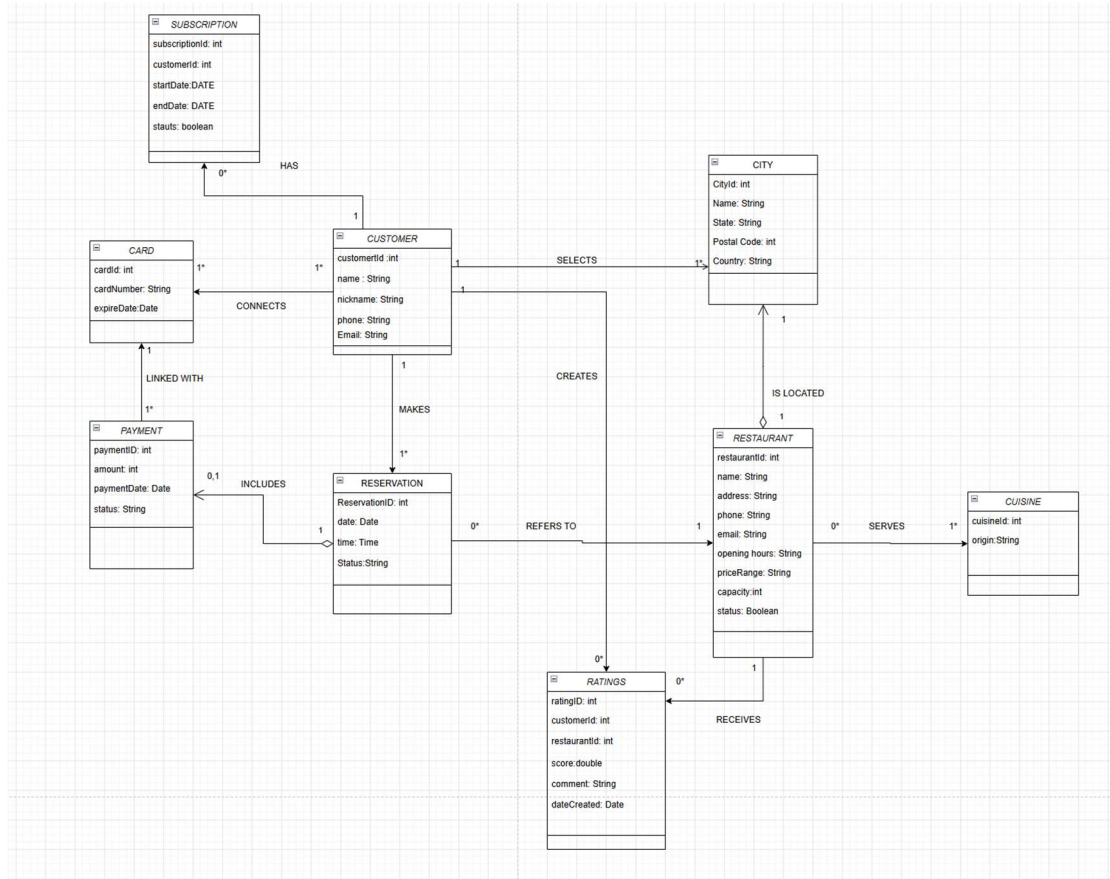 SUBSCRIPTION
subscriptionId: int
customerId: int
startDate:DATE
endDate: DATE
stauts: boolean
HAS
0*
1
CITY
CityId: int
Name: String
State: String
Postal Code: int
Country: String
CARD
cardId: int
cardNumber: String
expireDate:Date
1*
1*
CONNECTS
CUSTOMER
customerId :int
name : String
nickname: String
phone: String
Email: String
1
SELECTS
1*
1
1
LINKED WITH
1*
1
MAKES
1*
CREATES
1
IS LOCATED
1
PAYMENT
paymentID: int
amount: int
paymentDate: Date
status: String
0,1
INCLUDES
1
RESERVATION
ReservationID: int
date: Date
time: Time
Status:String
0*
REFERS TO
1
RESTAURANT
restaurantId: int
name: String
address: String
phone: String
email: String
opening hours: String
priceRange: String
capacity:int
status: Boolean
0*
SERVES
1*
CUISINE
cuisineId: int
origin:String
0*
RATINGS
ratingID: int
customerId: int
restaurantId: int
score:double
comment: String
dateCreated: Date
0*
1
RECEIVES